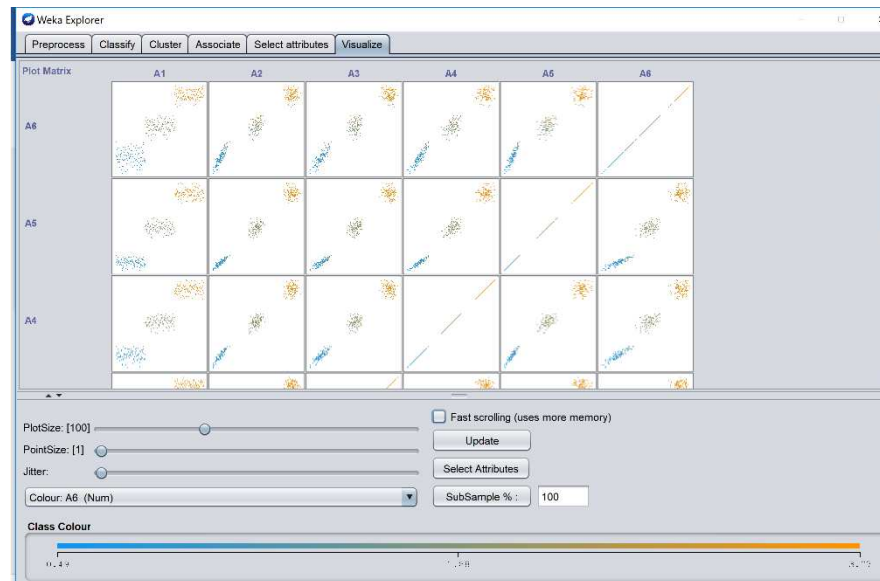 Weka Explorer
Preprocess Classify Cluster Associate Select attributes Visualize
Plot Matrix A1 A2 A3 A4 A5 A6
A6
A5
A4
Fast scrolling (uses more memory)
PlotSize: [100]
Update
PointSize: [1]
Select Attributes
Jitter:
Colour: A6 (Num)
SubSample % : 100
Class Colour